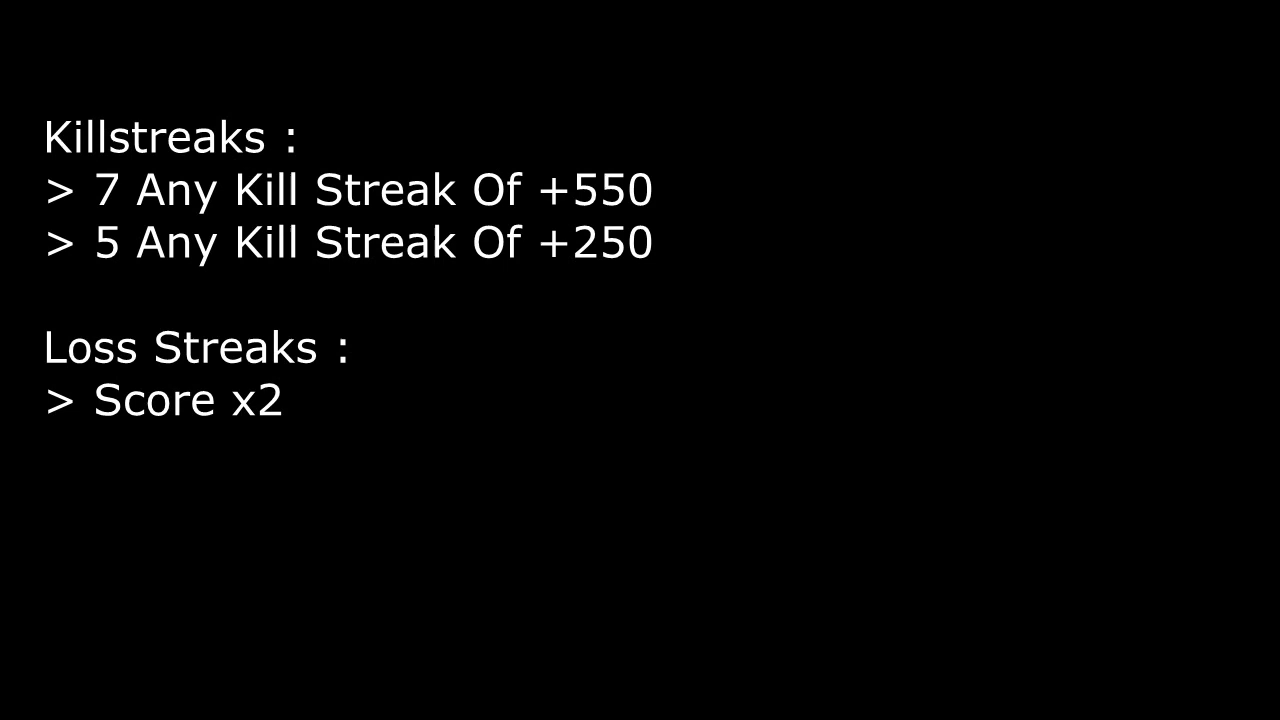 Killstreaks :
> 7 Any Kill Streak Of +550
> 5 Any Kill Streak Of +250
Loss Streaks :
> Score x2